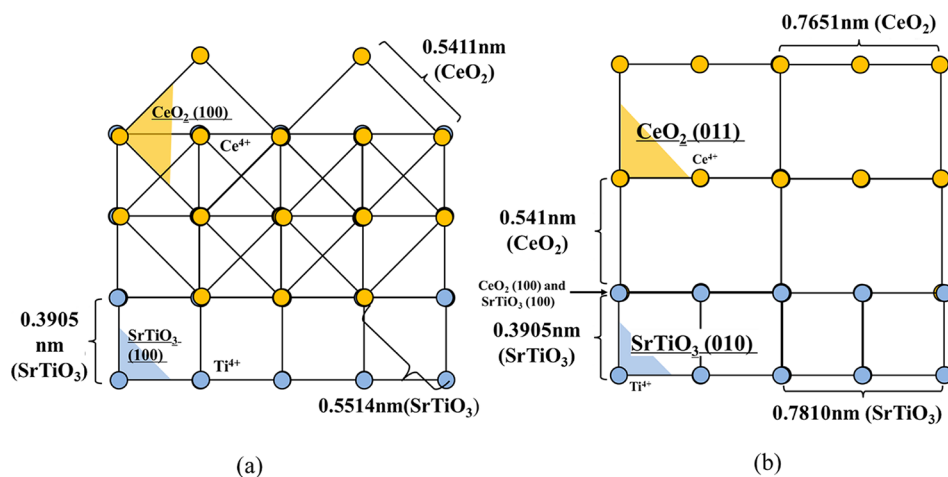 0.5411nm
(CeO₂)
CeO₂ (100)
Ce⁴⁺
0.3905
nm
(SrTiO₃)
SrTiO₃
(100)
Ti⁴⁺
0.5514nm(SrTiO₃)
(a)
0.7651nm (CeO₂)
CeO₂ (011)
Ce⁴⁺
0.541nm
(CeO₂)
CeO₂ (100) and
SrTiO₃ (100)
0.3905nm
(SrTiO₃)
SrTiO₃ (010)
Ti⁴⁺
0.7810nm (SrTiO₃)
(b)